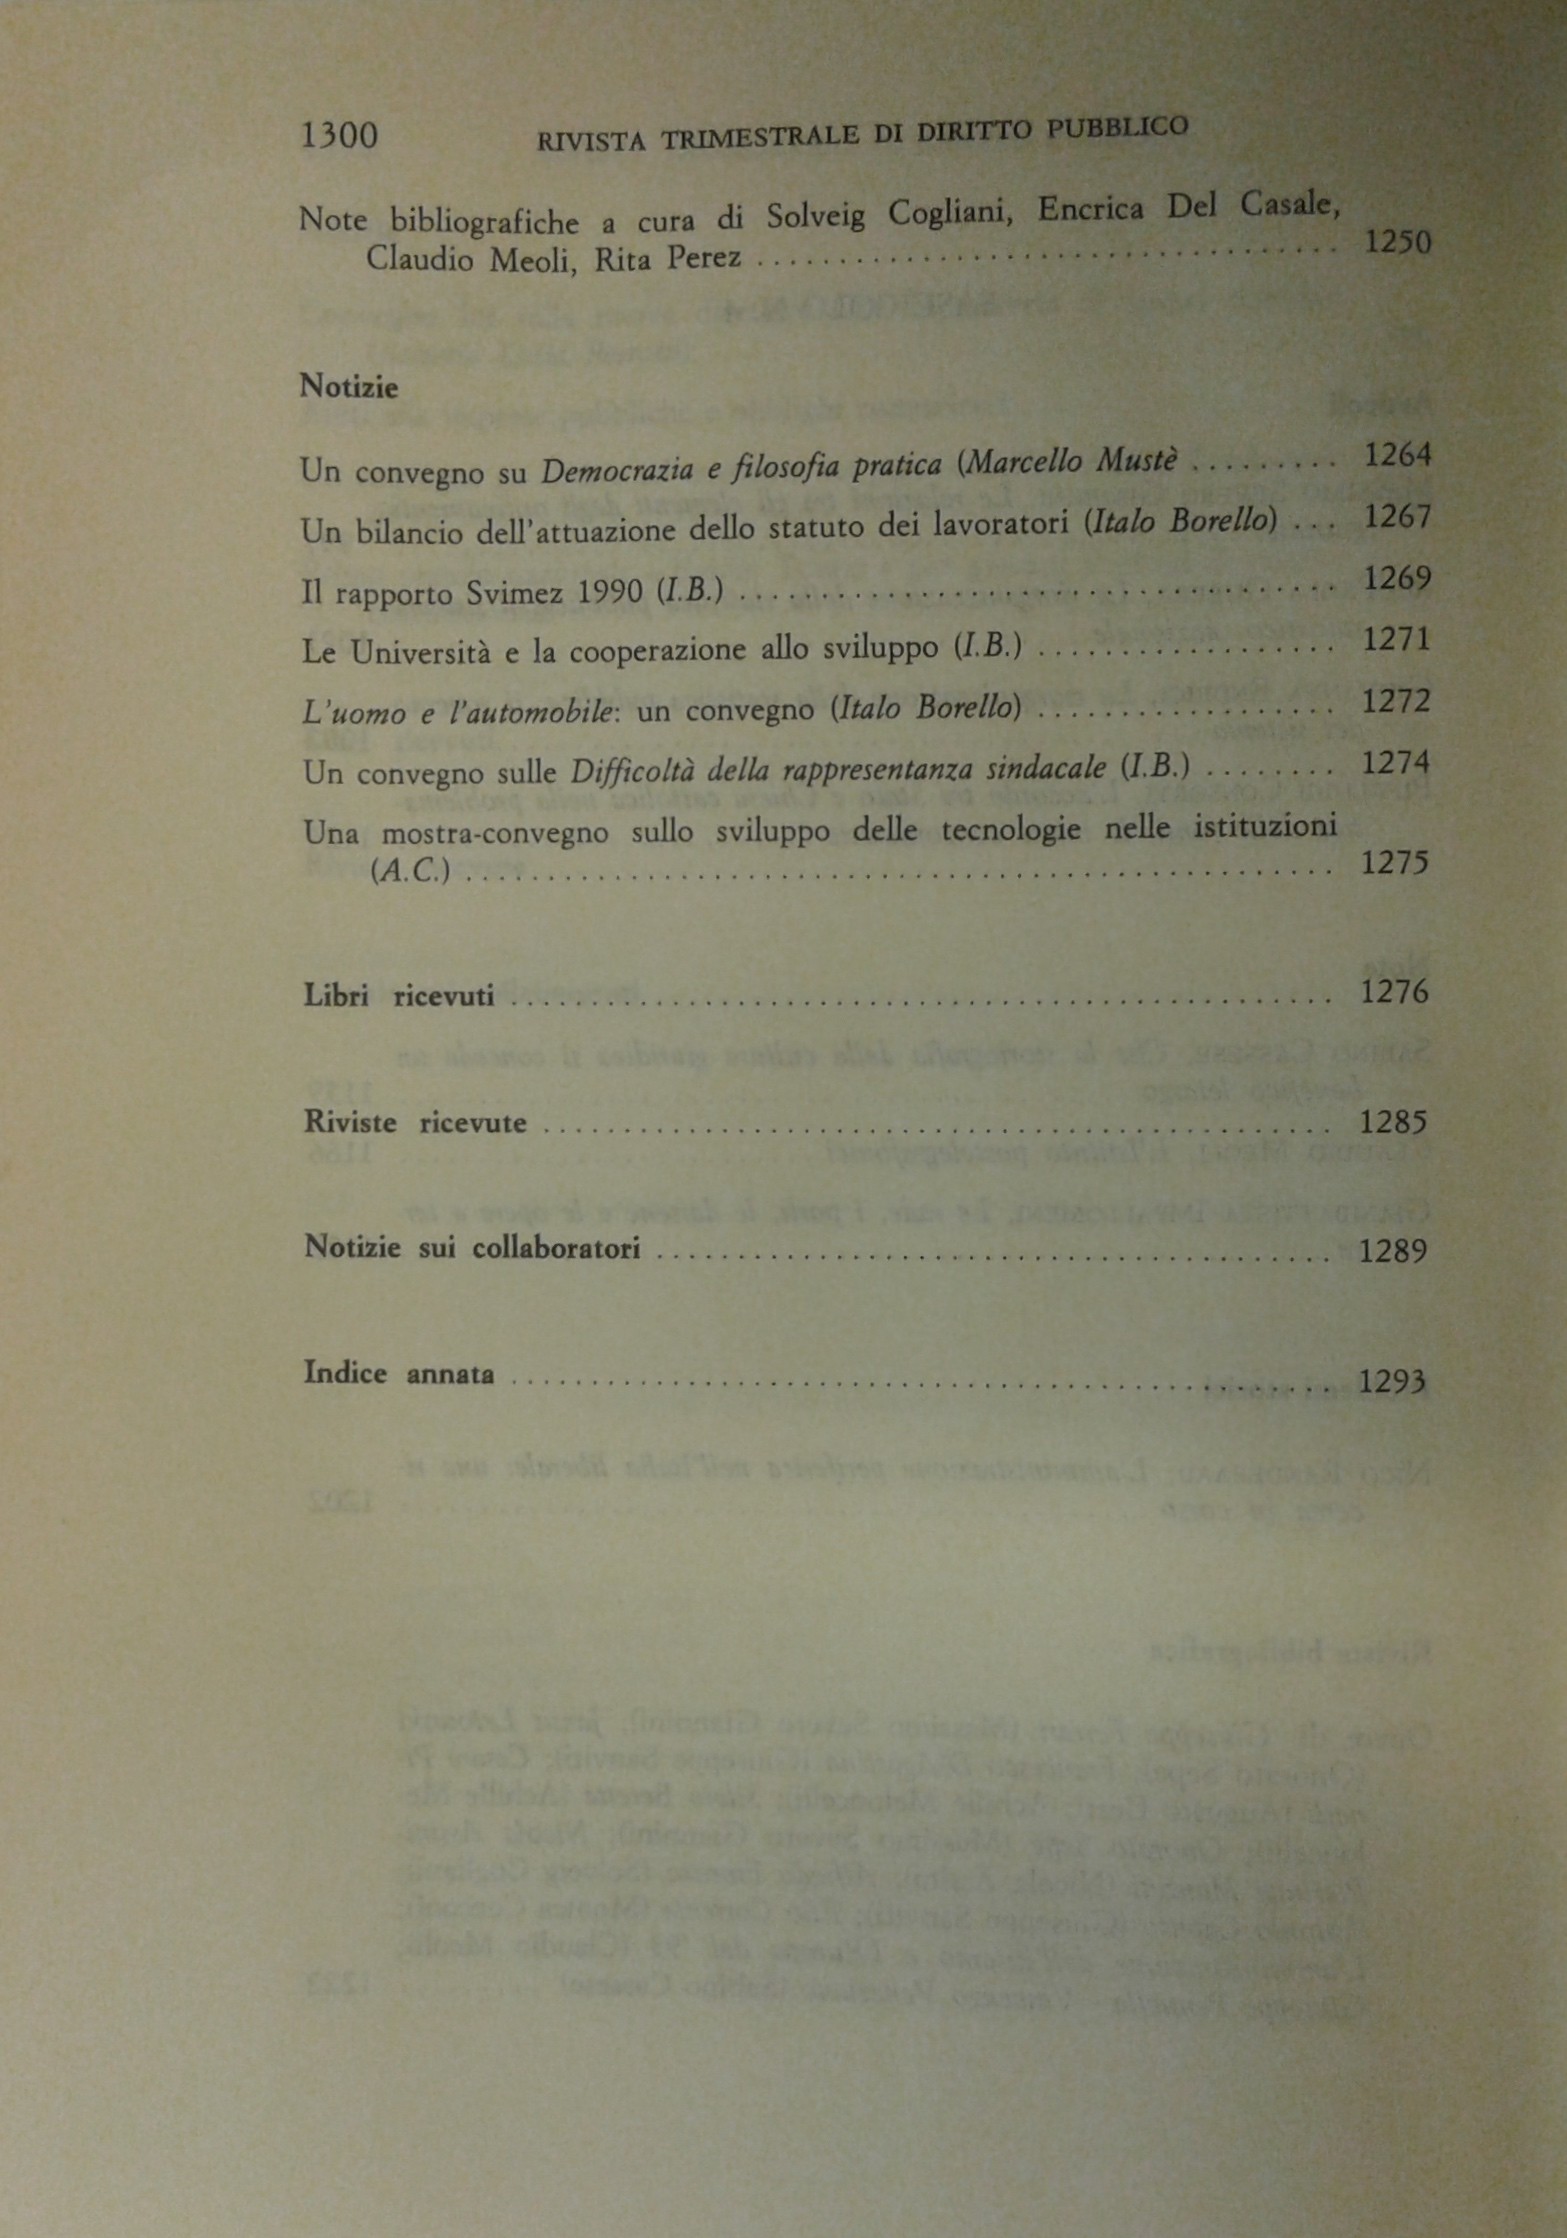 1300 RIVISTA TRIMESTRALE DI DIRITTO PUBBLICO
Note bibliografiche a cura di Solveig Cogliani, Encrica Del Casale,
Claudio Meoli, Rita Perez .................................. 1250
Notizie
Un convegno su Democrazia e filosofia pratica (Marcello Mustè ......... 1264
Un bilancio dell'attuazione dello statuto dei lavoratori (Italo Borello) ... 1267
Il rapporto Svimez 1990 (I.B.) .................................... 1269
Le Università e la cooperazione allo sviluppo (I.B.) .................. 1271
L'uomo e l'automobile: un convegno (Italo Borello) .................. 1272
Un convegno sulle Difficoltà della rappresentanza sindacale (I.B.) ........ 1274
Una mostra-convegno sullo sviluppo delle tecnologie nelle istituzioni
(A.C.) .................................................... 1275
Libri ricevuti ................................................. 1276
Riviste ricevute ............................................... 1285
Notizie sui collaboratori ........................................ 1289
Indice annata ................................................. 1293